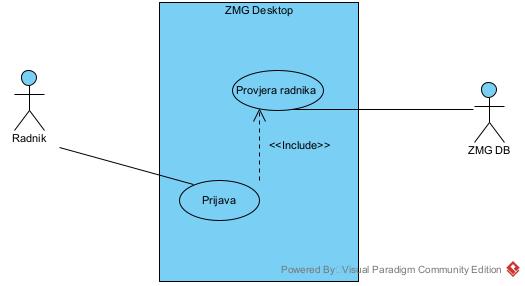 ZMG Desktop
Provjera radnika
Radnik
<<Include>>
ZMG DB
Prijava
Powered By: Visual Paradigm Community Edition